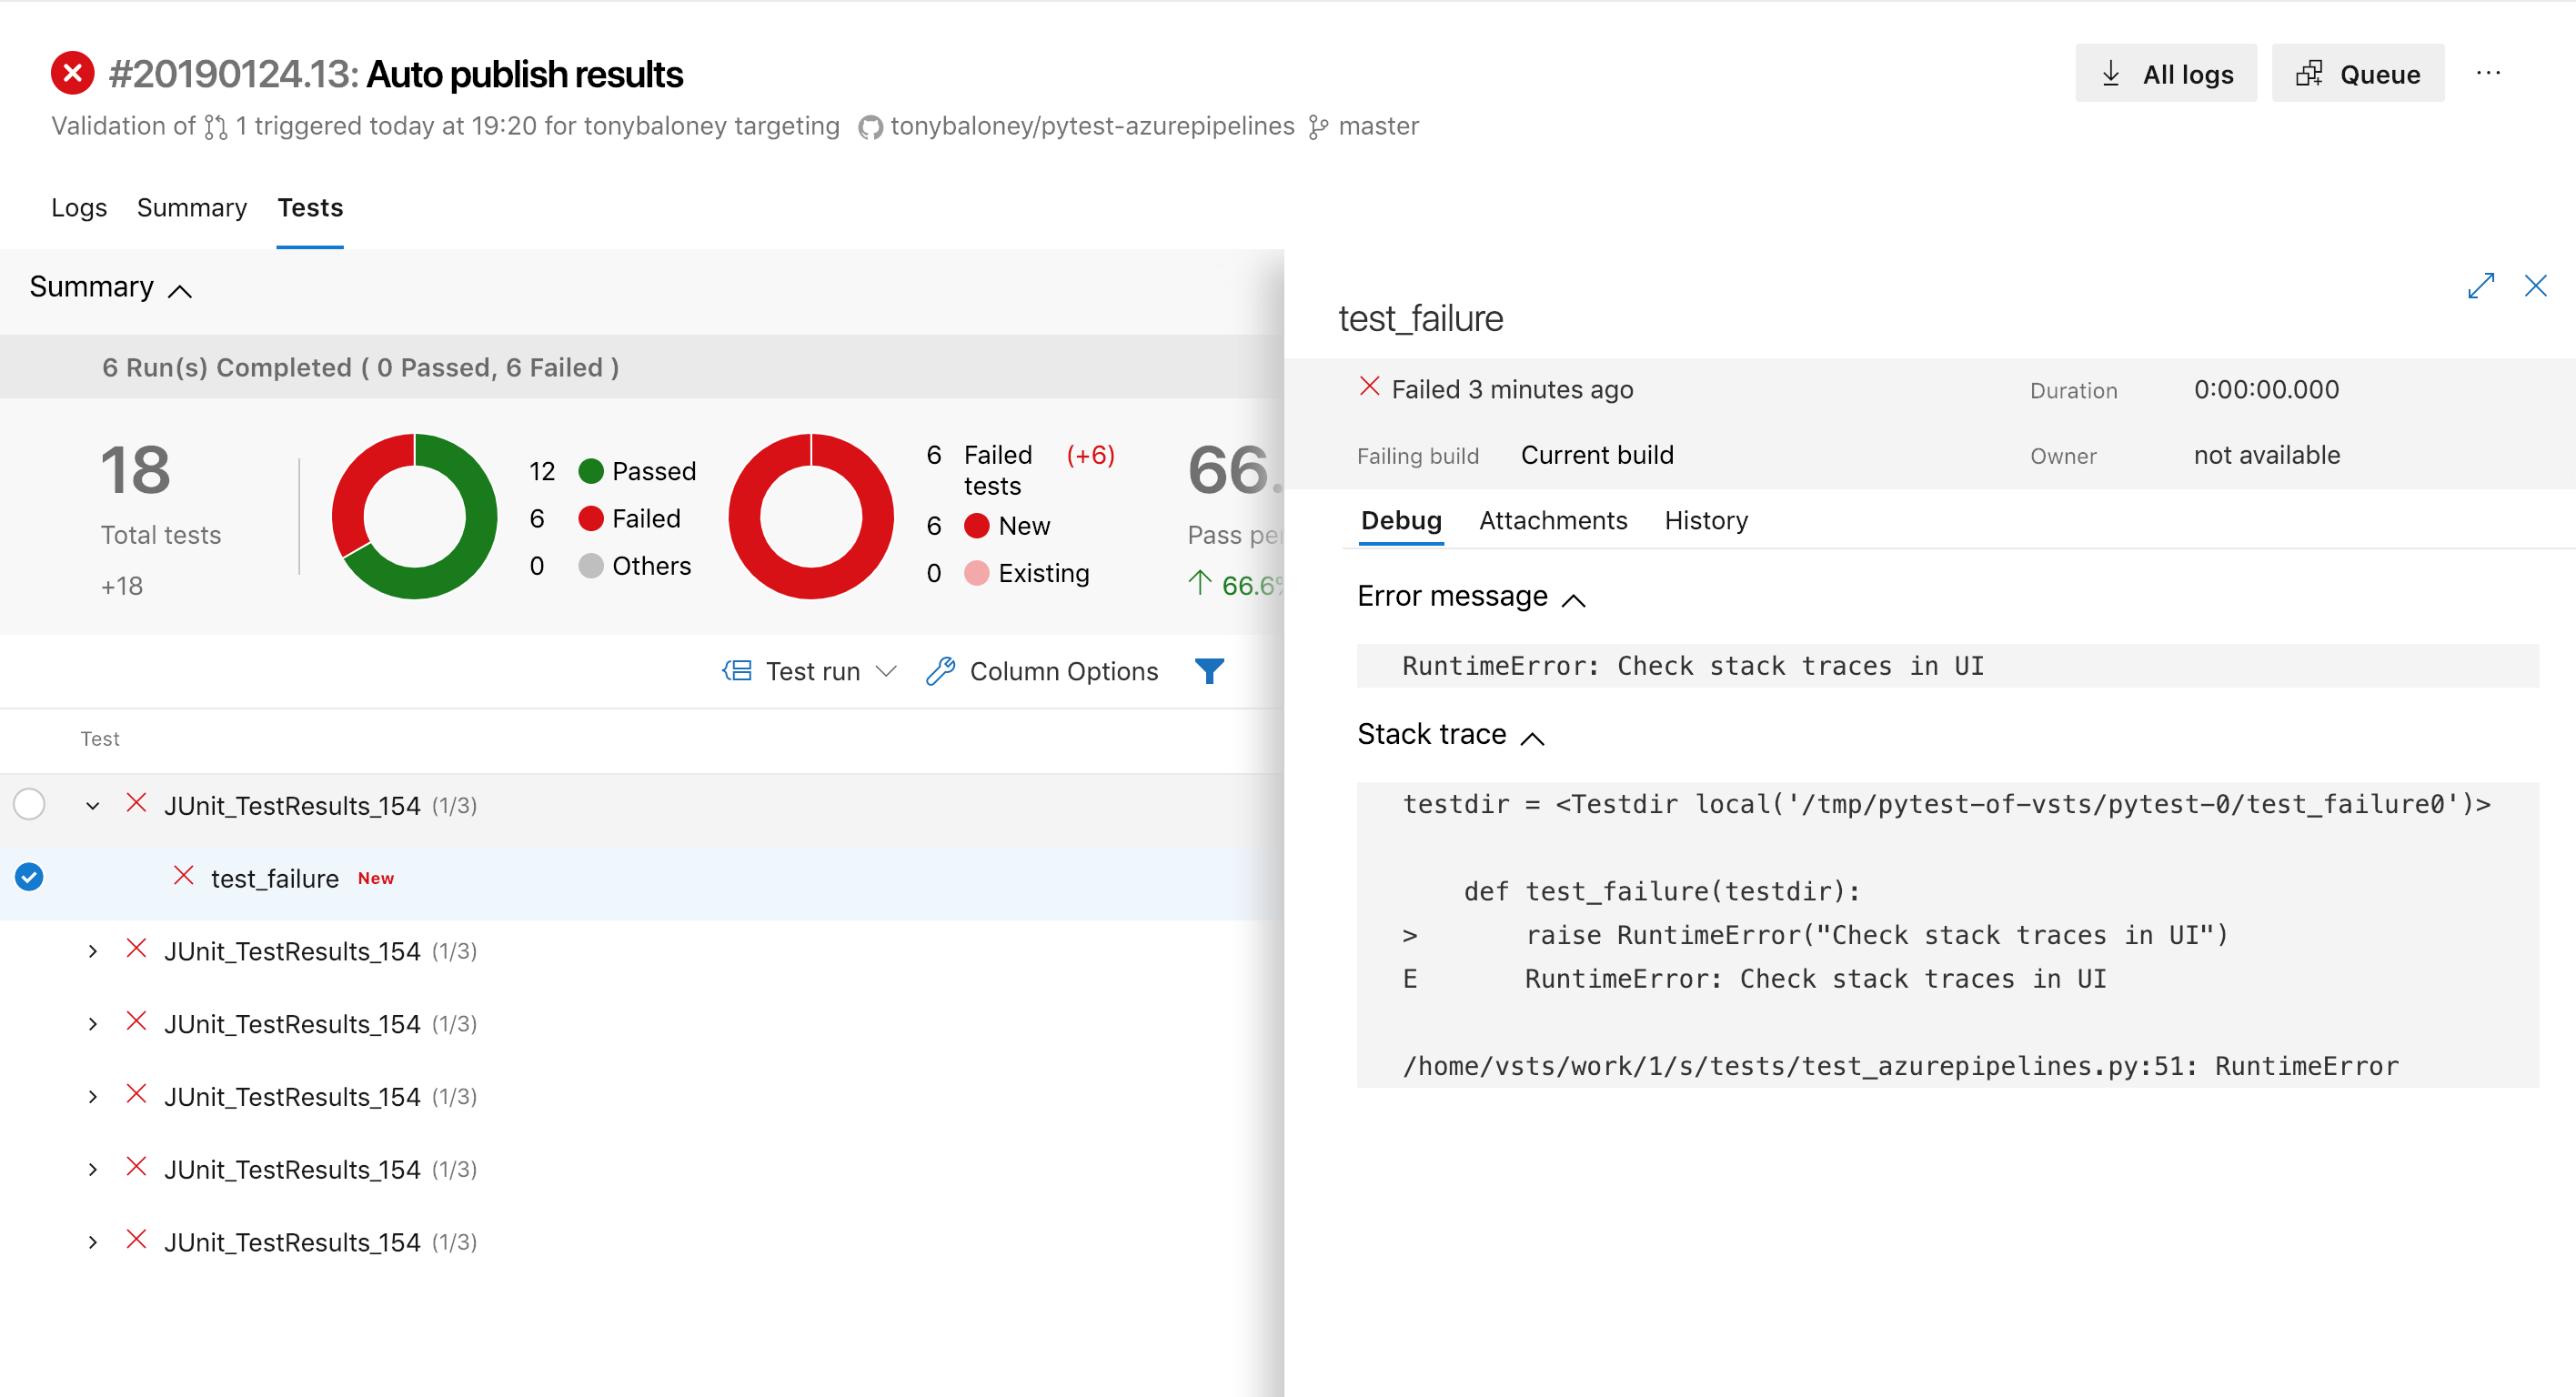 #20190124.13: Auto publish results
All logs
Queue
Validation of 1 triggered today at 19:20 for tonybaloney targeting tonybaloney/pytest-azurepipelines master
Logs Summary Tests
Summary
6 Run(s) Completed ( 0 Passed, 6 Failed )
18
Total tests
+18
12 Passed
6 Failed
0 Others
6 Failed tests (+6)
6 New
0 Existing
66.
Pass
66.6
Test run
Column Options
Test
JUnit_TestResults_154 (1/3)
test_failure New
JUnit_TestResults_154 (1/3)
JUnit_TestResults_154 (1/3)
JUnit_TestResults_154 (1/3)
JUnit_TestResults_154 (1/3)
JUnit_TestResults_154 (1/3)
test_failure
Failed 3 minutes ago
Duration 0:00:00.000
Failing build Current build
Owner not available
Debug Attachments History
Error message
RuntimeError: Check stack traces in UI
Stack trace
testdir = <Testdir local('/tmp/pytest-of-vsts/pytest-0/test_failure0')>
def test_failure(testdir):
> raise RuntimeError("Check stack traces in UI")
E RuntimeError: Check stack traces in UI
/home/vsts/work/1/s/tests/test_azurepipelines.py:51: RuntimeError